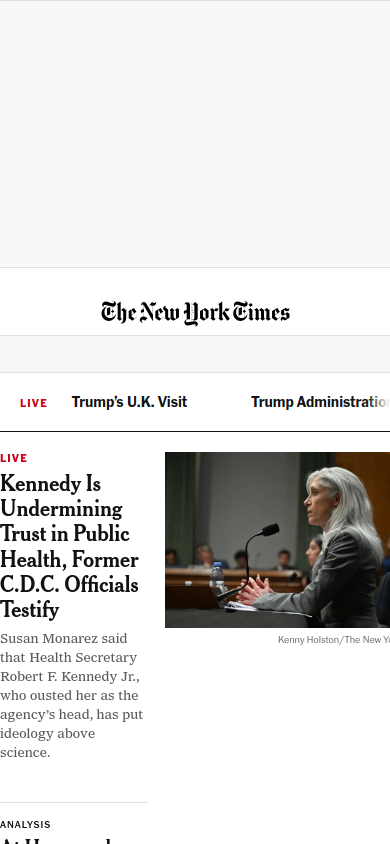 The New York Times
LIVE Trump's U.K. Visit Trump Administratio
LIVE
Kennedy Is
Undermining
Trust in Public
Health, Former
C.D.C. Officials
Testify
Kenny Holston/The New Yo
Susan Monarez said
that Health Secretary
Robert F. Kennedy Jr.,
who ousted her as the
agency's head, has put
ideology above
science.
ANALYSIS